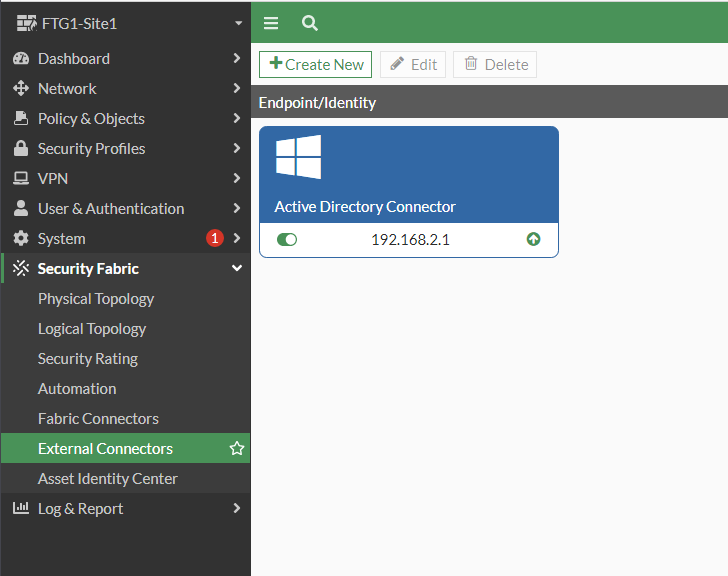 FTG1-Site1
Dashboard
Network
Policy & Objects
Security Profiles
VPN
User & Authentication
System 1
Security Fabric
Physical Topology
Logical Topology
Security Rating
Automation
Fabric Connectors
External Connectors
Asset Identity Center
Log & Report
Create New Edit Delete
Endpoint/Identity
Active Directory Connector
192.168.2.1